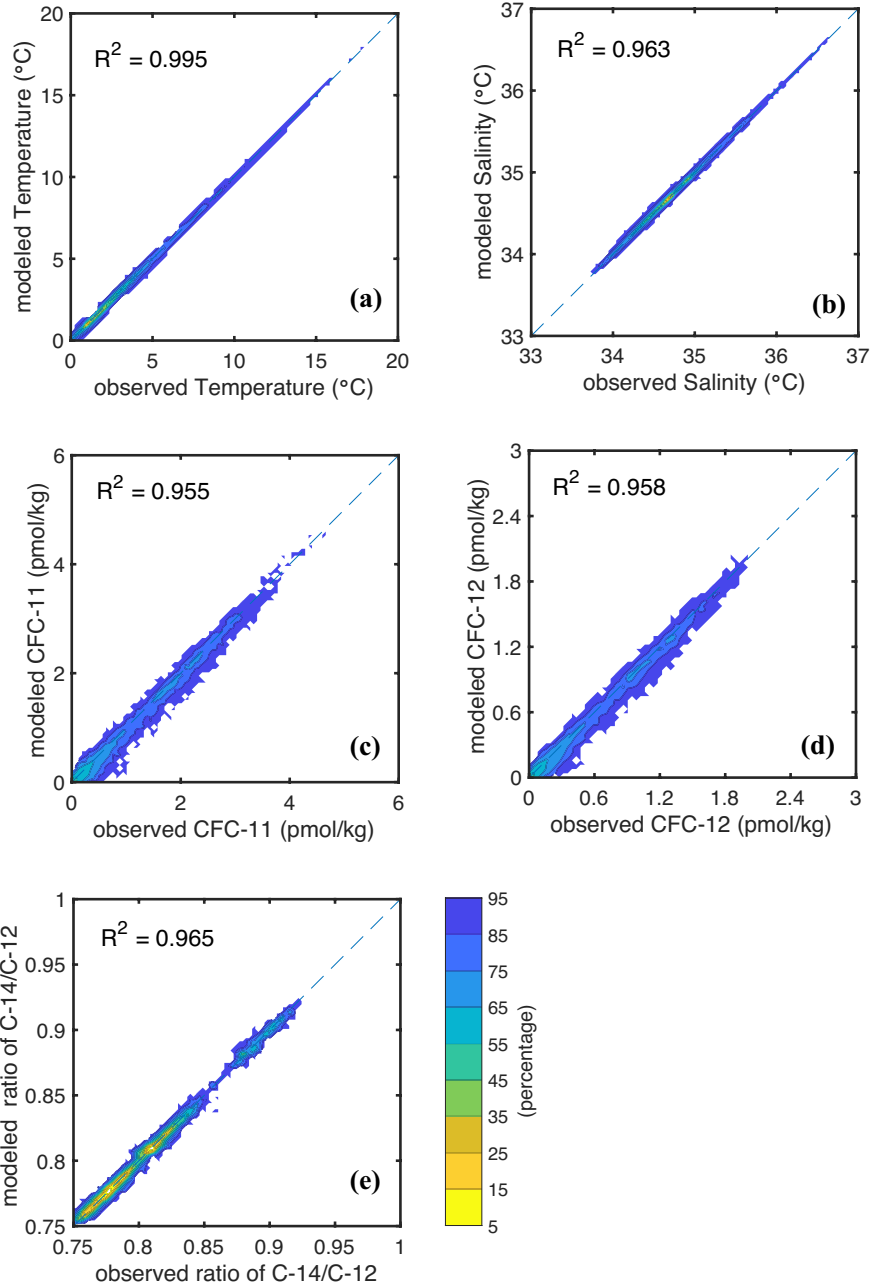 R² = 0.995
modeled Temperature (°C)
20
15
10
5
0
(a)
0 5 10 15 20
observed Temperature (°C)
R² = 0.963
modeled Salinity (°C)
37
36
35
34
33
(b)
33 34 35 36 37
observed Salinity (°C)
R² = 0.955
modeled CFC-11 (pmol/kg)
6
4
2
0
(c)
0 2 4 6
observed CFC-11 (pmol/kg)
R² = 0.958
modeled CFC-12 (pmol/kg)
3
2.4
1.8
1.2
0.6
0
(d)
0 0.6 1.2 1.8 2.4 3
observed CFC-12 (pmol/kg)
R² = 0.965
modeled ratio of C-14/C-12
1
0.95
0.9
0.85
0.8
0.75
(e)
0.75 0.8 0.85 0.9 0.95 1
observed ratio of C-14/C-12
95
85
75
65
55
45
35
25
15
5
(percentage)